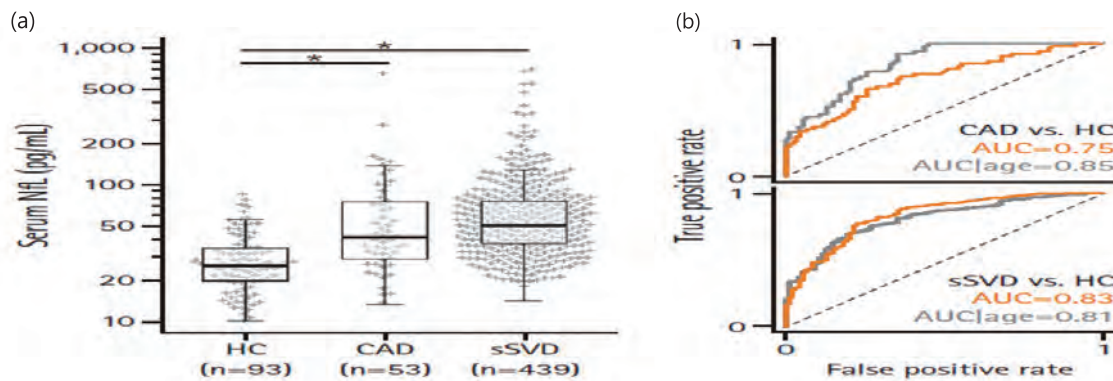 (a)
Serum NfL (pg/mL)
1,000
500
200
100
50
20
10
*
*
HC
(n=93)
CAD
(n=53)
sSVD
(n=439)
(b)
True positive rate
1
0
CAD vs. HC
AUC=0.75
AUC|age=0.85
1
0
sSVD vs. HC
AUC=0.83
AUC|age=0.81
0
1
False positive rate